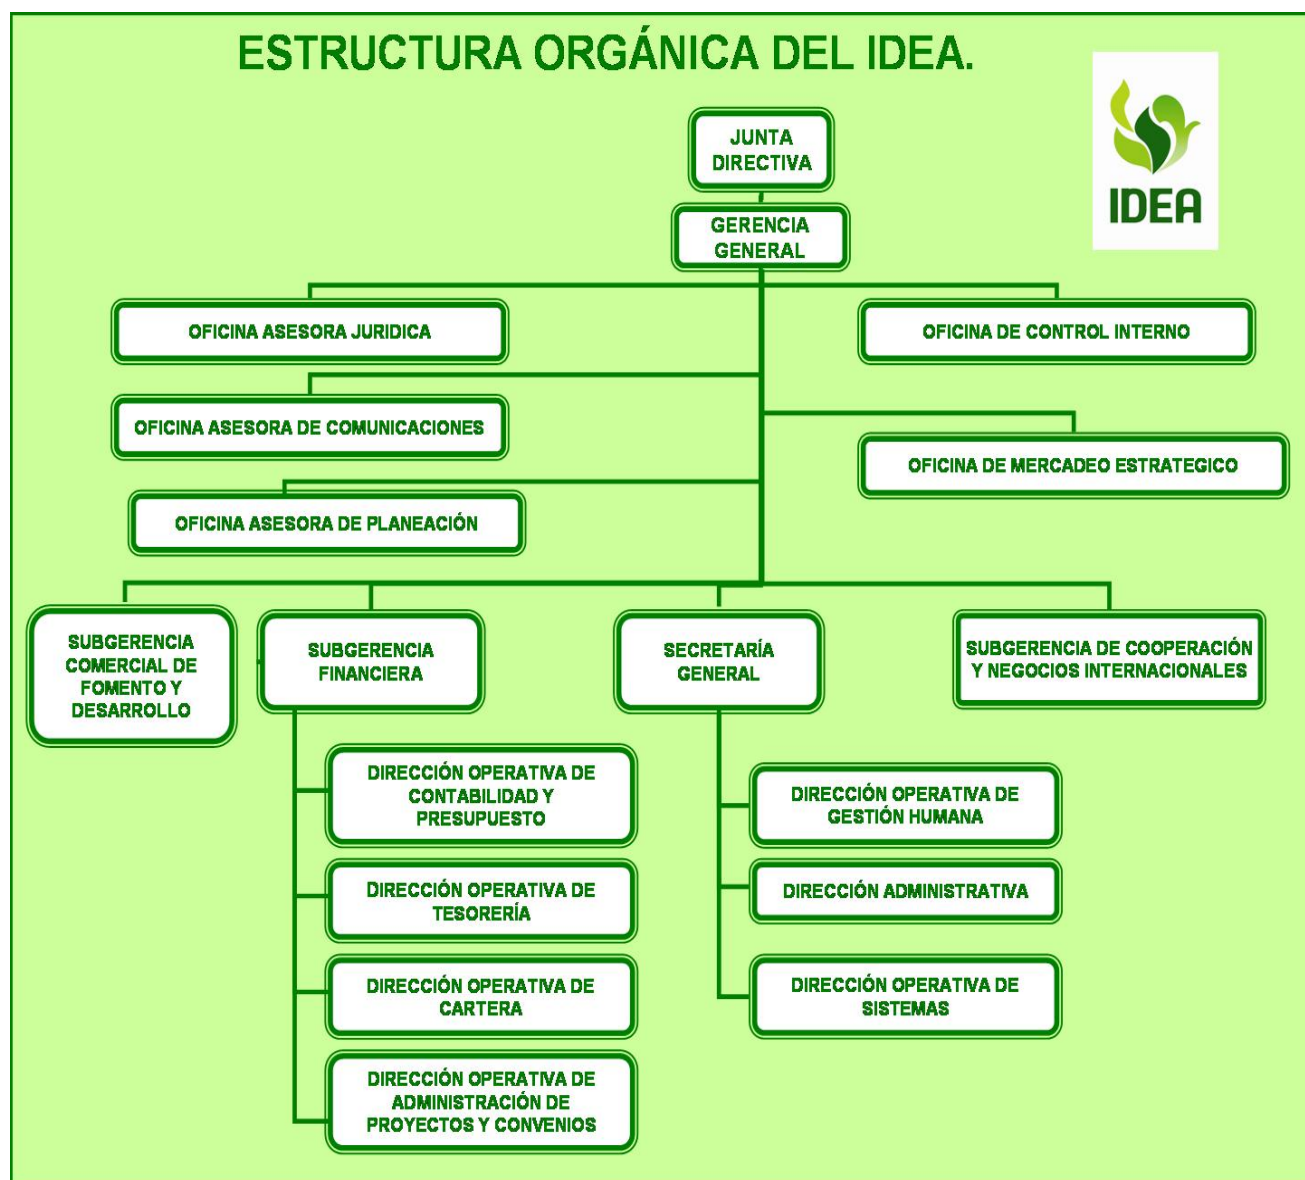 ESTRUCTURA ORGÁNICA DEL IDEA.
IDEA
JUNTA
DIRECTIVA
GERENCIA
GENERAL
OFICINA ASESORA JURIDICA
OFICINA DE CONTROL INTERNO
OFICINA ASESORA DE COMUNICACIONES
OFICINA DE MERCADEO ESTRATEGICO
OFICINA ASESORA DE PLANEACIÓN
SUBGERENCIA
COMERCIAL DE
FOMENTO Y
DESARROLLO
SUBGERENCIA
FINANCIERA
SECRETARÍA
GENERAL
SUBGERENCIA DE COOPERACIÓN
Y NEGOCIOS INTERNACIONALES
DIRECCIÓN OPERATIVA DE
CONTABILIDAD Y
PRESUPUESTO
DIRECCIÓN OPERATIVA DE
TESORERÍA
DIRECCIÓN OPERATIVA DE
CARTERA
DIRECCIÓN OPERATIVA DE
ADMINISTRACIÓN DE
PROYECTOS Y CONVENIOS
DIRECCIÓN OPERATIVA DE
GESTIÓN HUMANA
DIRECCIÓN ADMINISTRATIVA
DIRECCIÓN OPERATIVA DE
SISTEMAS